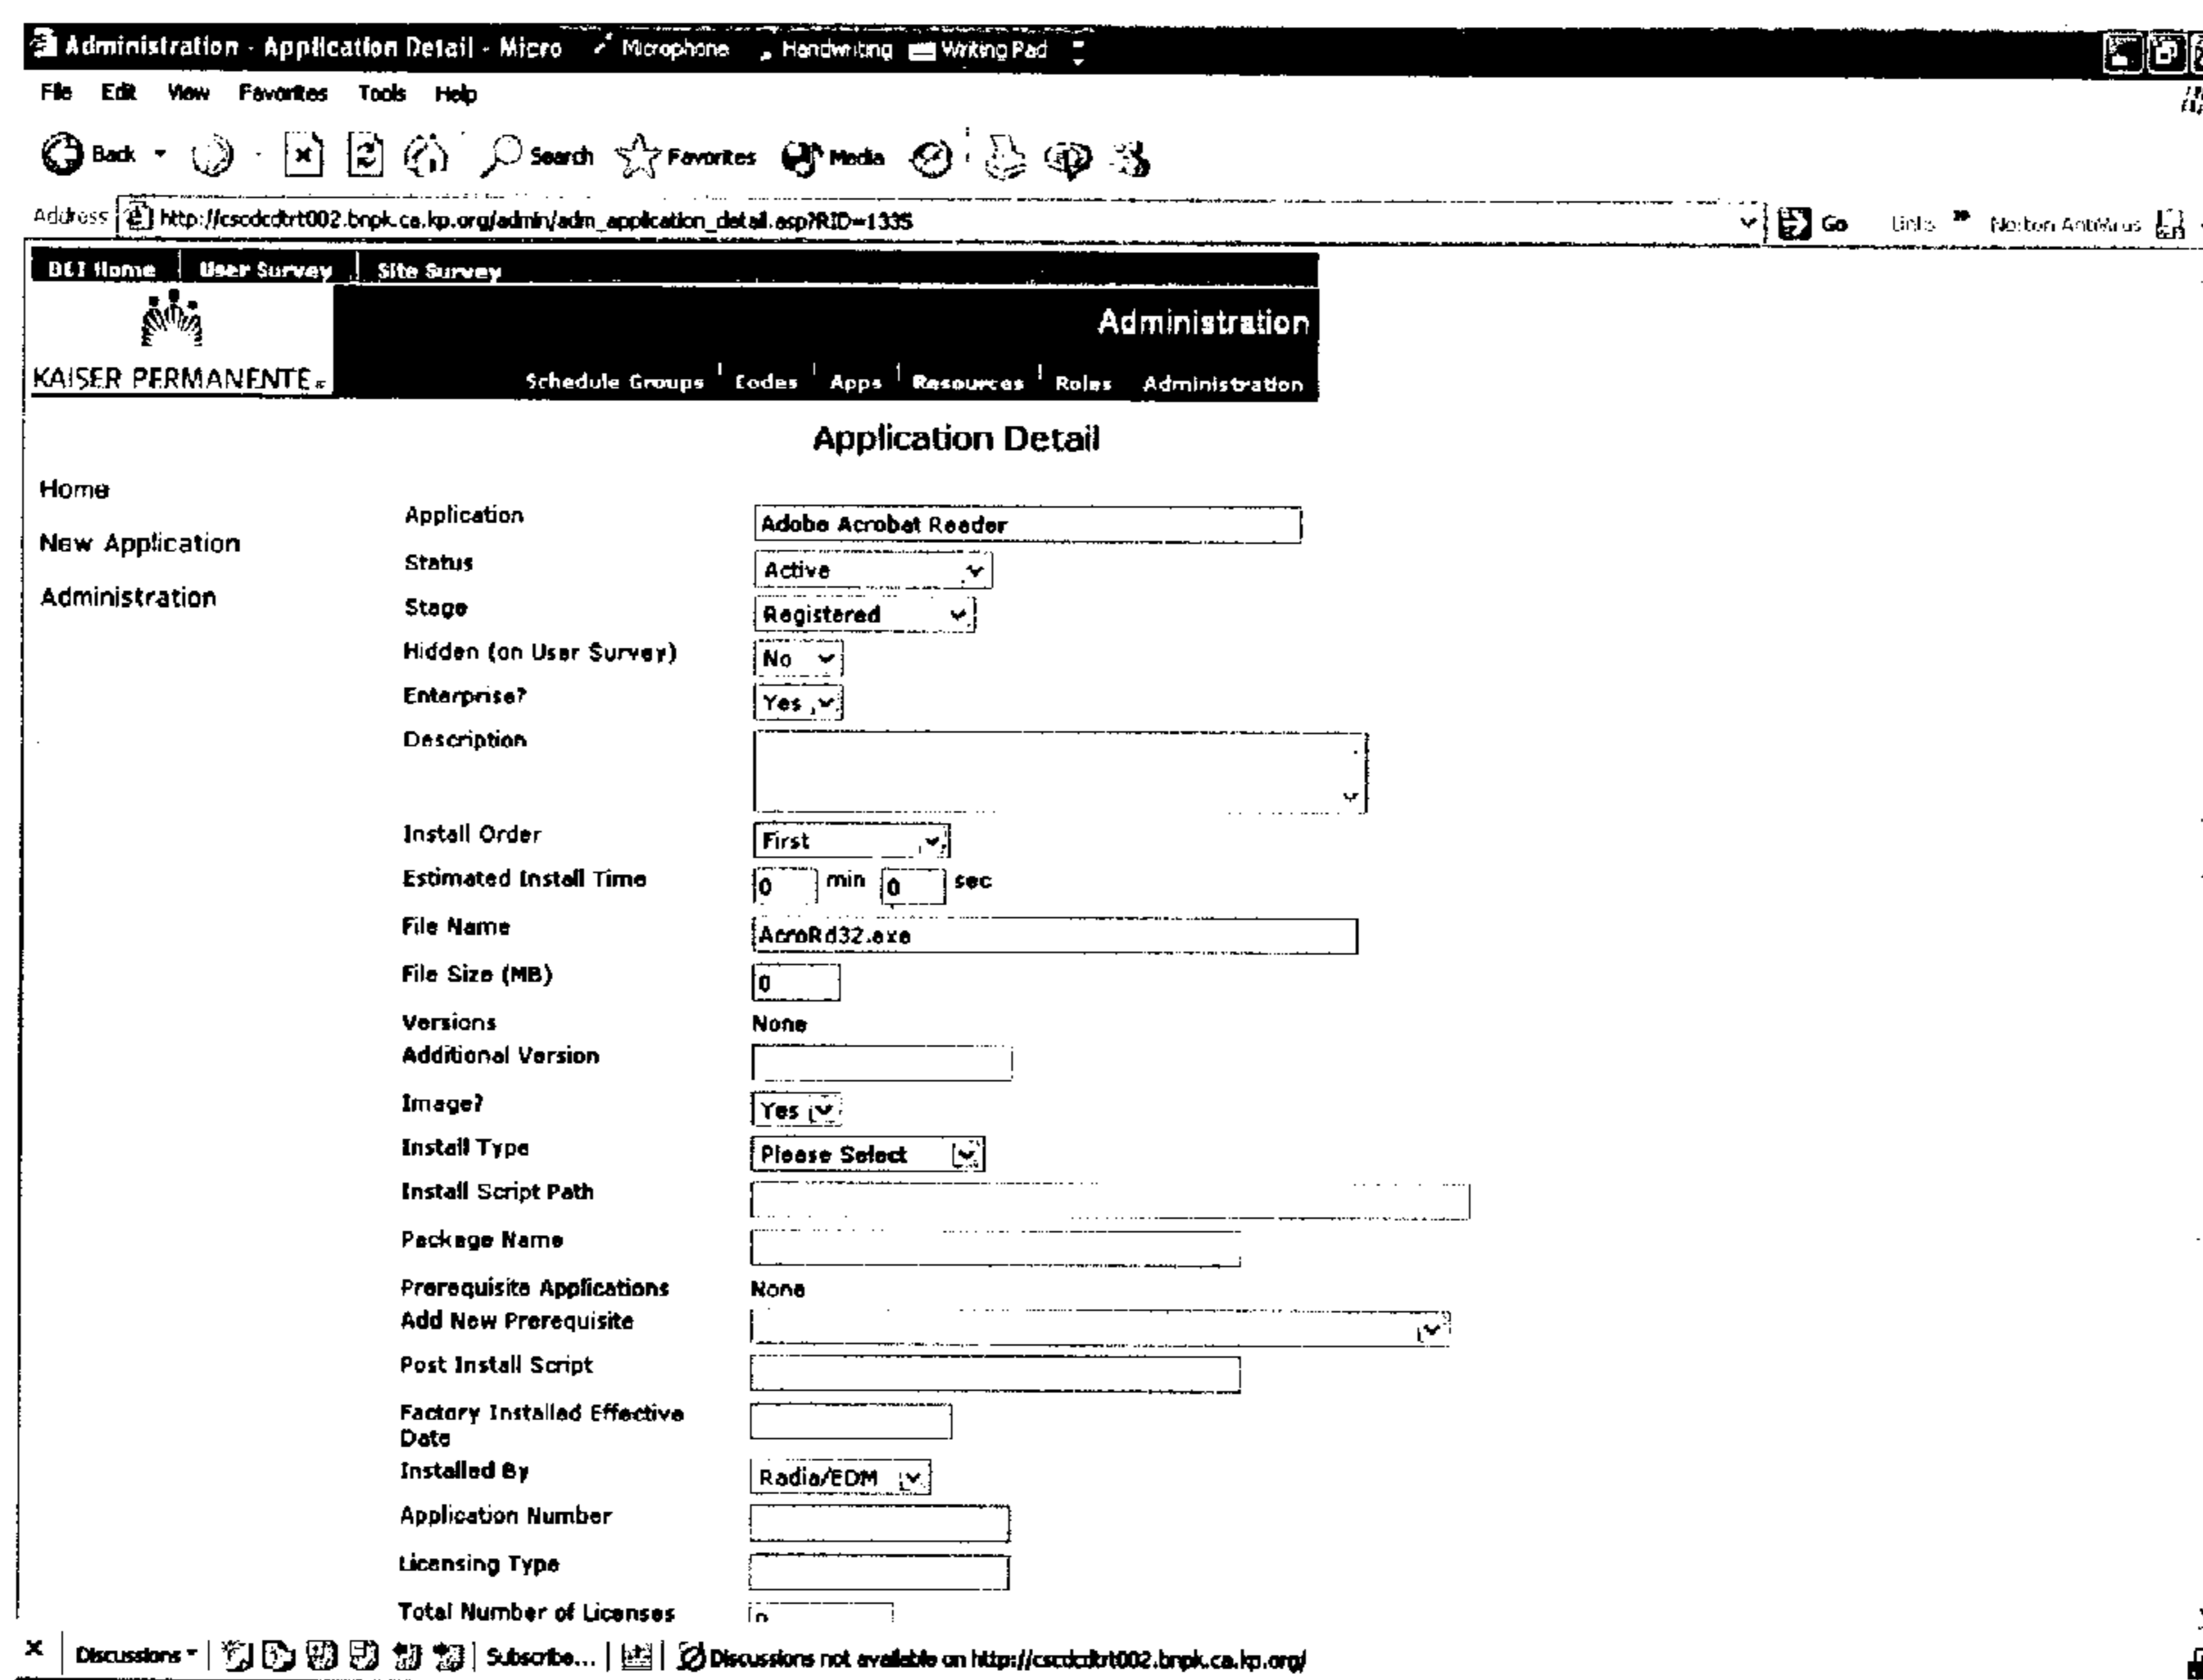 Administration - Application Detail - Micro Microphone Handwriting Writing Pad
File Edit View Favorites Tools Help
Back Search Favorites Media
Address http://cscdcdtrt002.bnpk.ca.kp.org/admin/adm_application_detail.asp?RID=1335 Go Links » Norton AntiVirus
DCI Home User Survey Site Survey
Administration
KAISER PERMANENTE®
Schedule Groups Codes Apps Resources Roles Administration
Application Detail
Home
New Application
Administration
Application Adobe Acrobat Reader
Status Active
Stage Registered
Hidden (on User Survey) No
Enterprise? Yes
Description
Install Order First
Estimated Install Time 0 min 0 sec
File Name AcroRd32.exe
File Size (MB) 0
Versions None
Additional Version
Image? Yes
Install Type Please Select
Install Script Path
Package Name
Prerequisite Applications None
Add New Prerequisite
Post Install Script
Factory Installed Effective
Date
Installed By Radia/EDM
Application Number
Licensing Type
Total Number of Licenses 0
Discussions Subscribe... Discussions not available on http://cscdcdtrt002.bnpk.ca.kp.org/